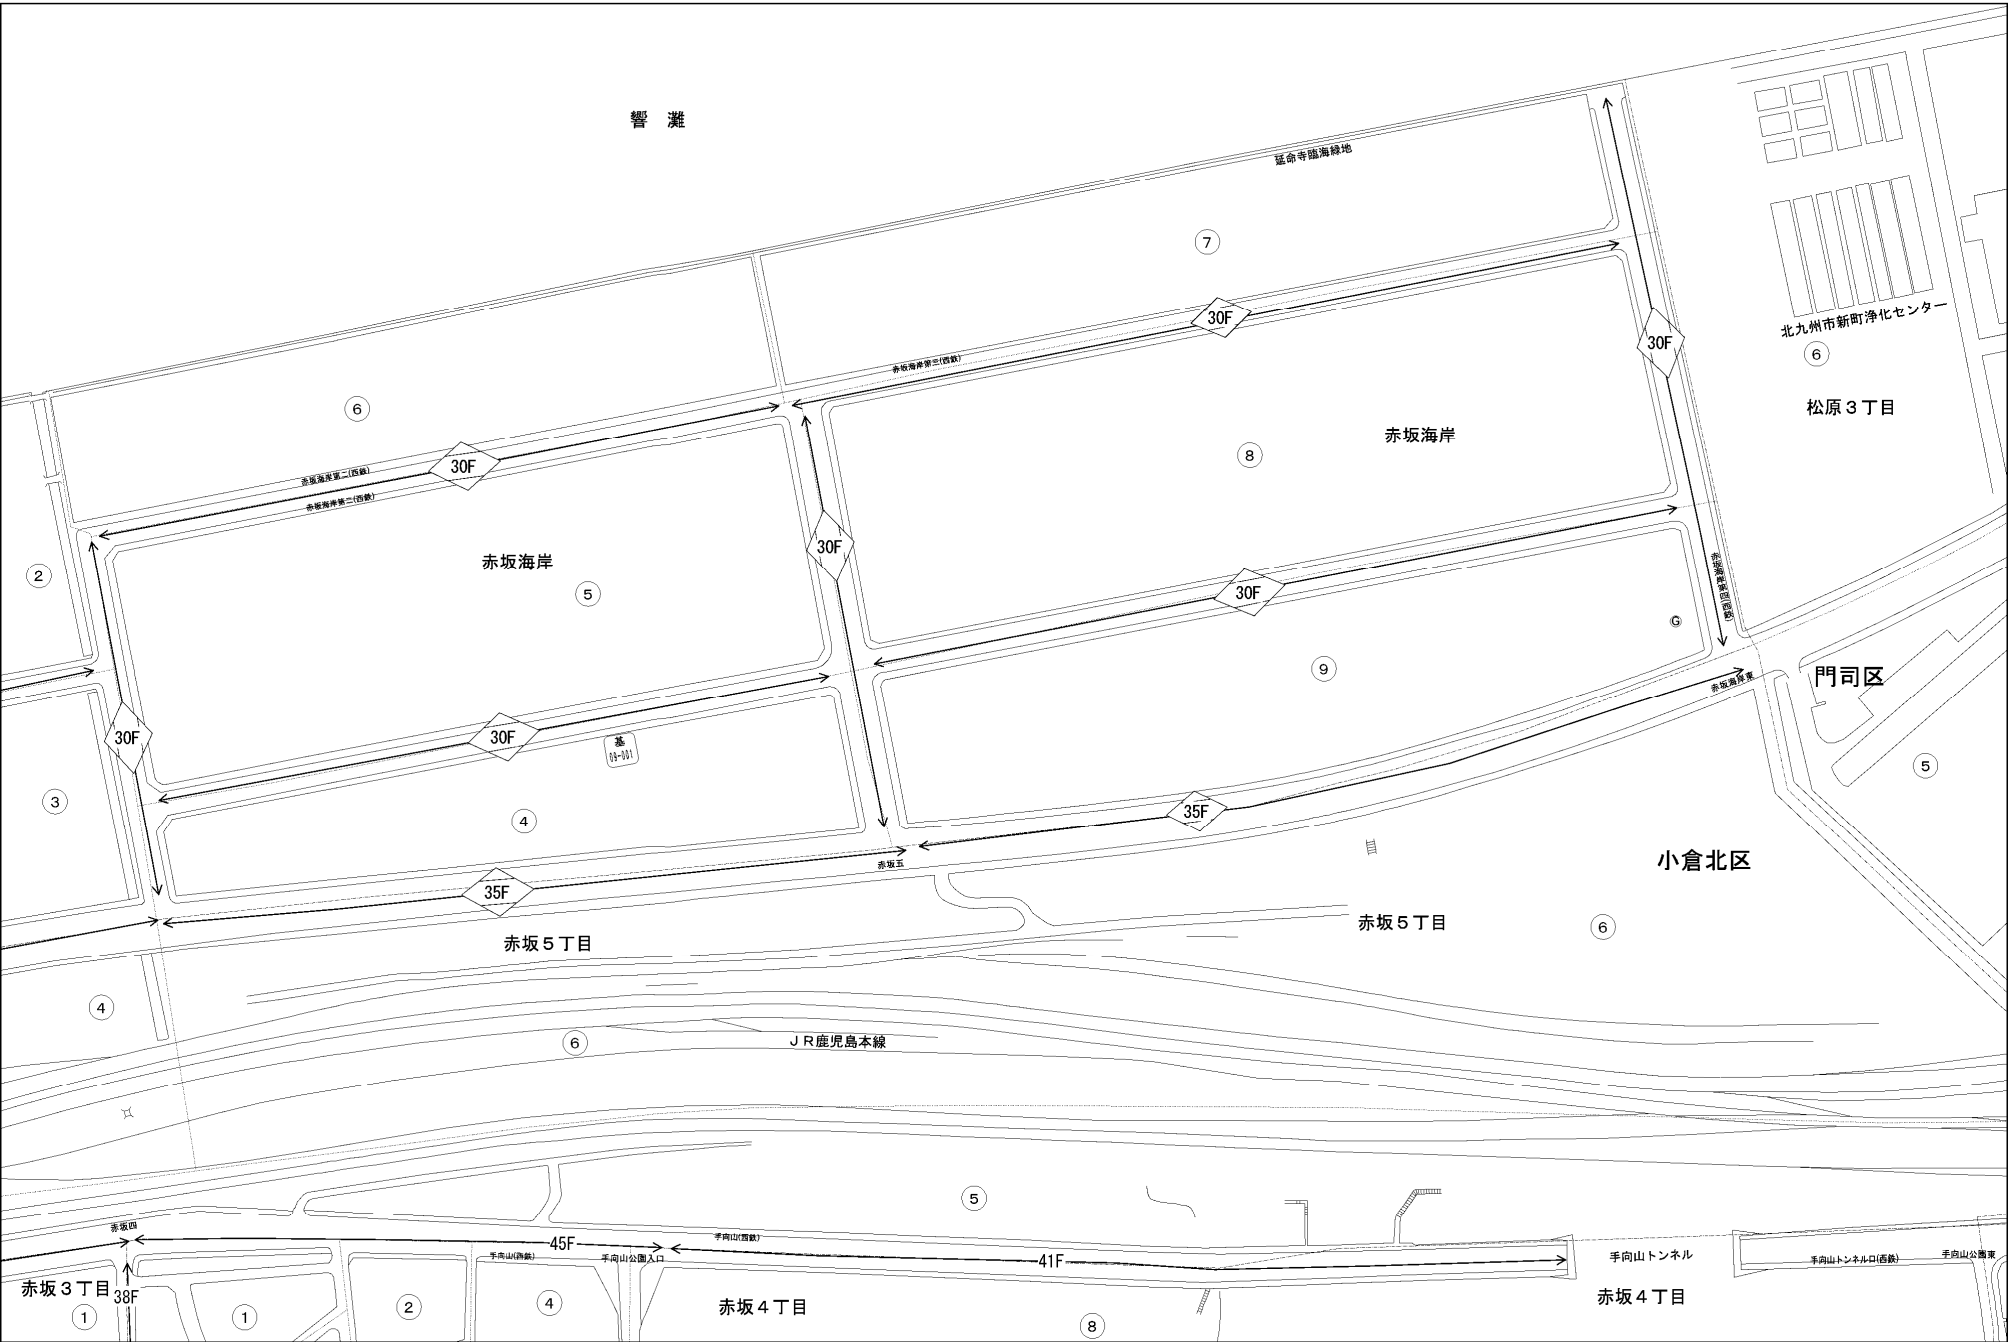 響 灘
延命寺臨海緑地
⑦
30F
30F
北九州市新町浄化センター
⑥
松原３丁目
赤坂海岸第三(西鉄)
⑥
赤坂海岸
⑧
30F
赤坂海岸第二(西鉄)
赤坂海岸第二(西鉄)
赤坂海岸
⑤
30F
②
30F
赤坂海岸第四(西鉄)
G
⑨
門司区
赤坂海岸東
30F
30F
基
09-001
③
④
35F
⑤
小倉北区
赤坂五
35F
赤坂５丁目
赤坂５丁目
⑥
④
⑥
ＪＲ鹿児島本線
⑤
赤坂四
45F
手向山(西鉄)
手向山(西鉄)
手向山公園入口
41F
手向山トンネル
手向山トンネル口(西鉄)
手向山公園東
赤坂３丁目
38F
①
①
②
④
赤坂４丁目
⑧
赤坂４丁目